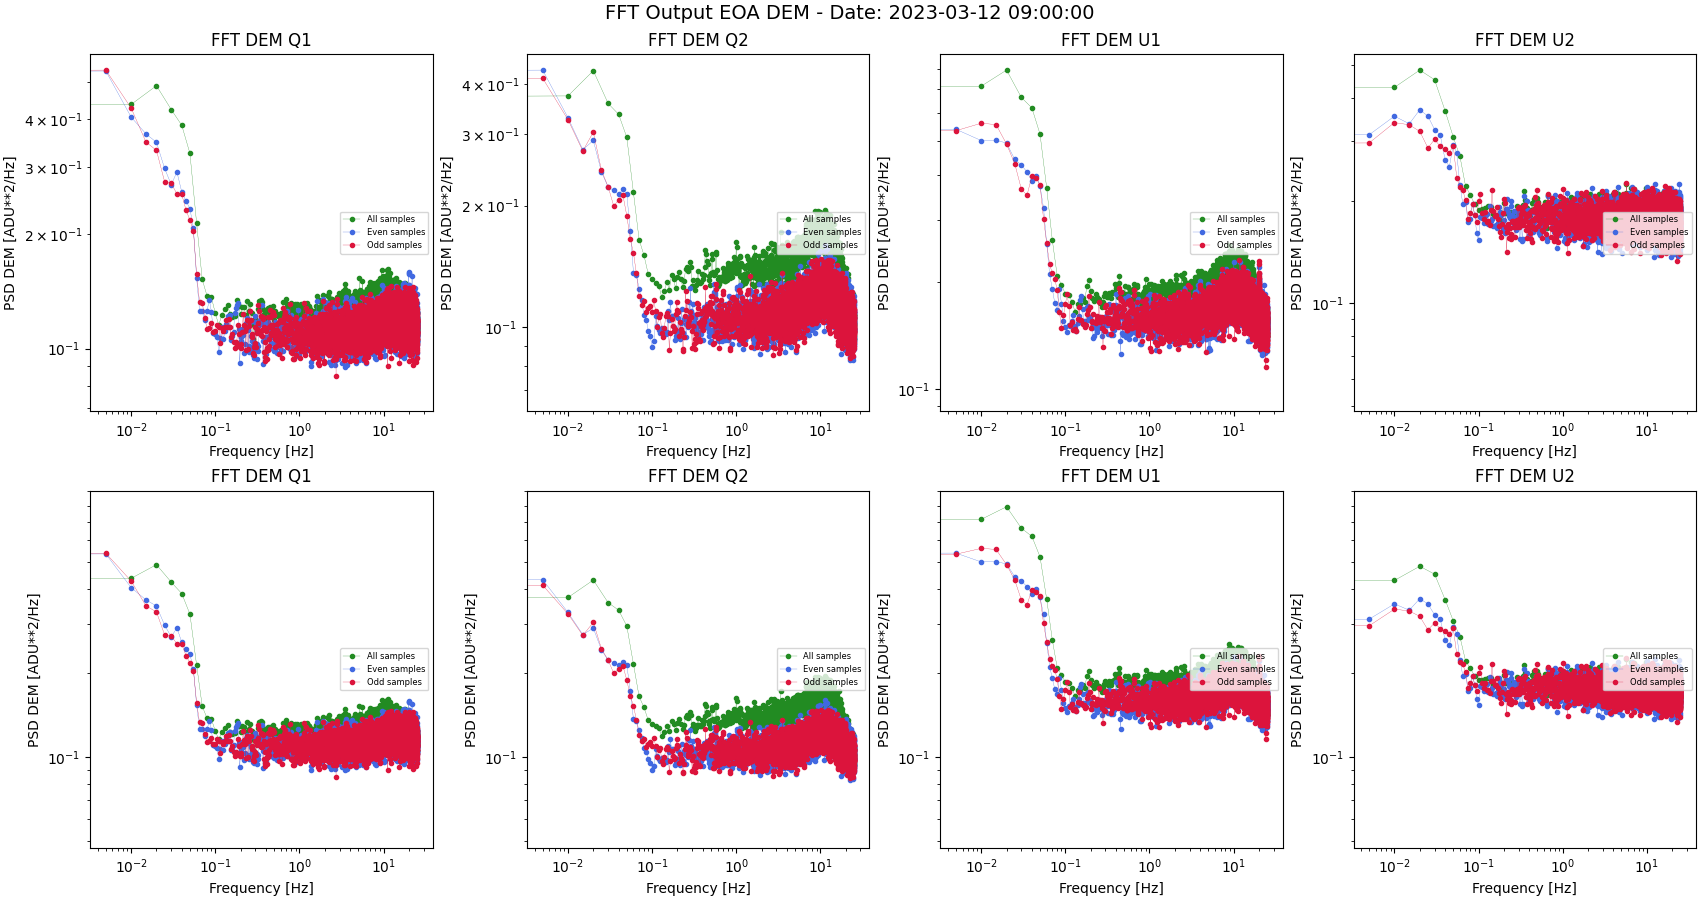 FFT Output EOA DEM - Date: 2023-03-12 09:00:00
FFT DEM Q1
PSD DEM [ADU**2/Hz]
4 × 10⁻¹
3 × 10⁻¹
2 × 10⁻¹
10⁻¹
All samples
Even samples
Odd samples
10⁻² 10⁻¹ 10⁰ 10¹
Frequency [Hz]
FFT DEM Q2
PSD DEM [ADU**2/Hz]
4 × 10⁻¹
3 × 10⁻¹
2 × 10⁻¹
10⁻¹
All samples
Even samples
Odd samples
10⁻² 10⁻¹ 10⁰ 10¹
Frequency [Hz]
FFT DEM U1
PSD DEM [ADU**2/Hz]
10⁻¹
All samples
Even samples
Odd samples
10⁻² 10⁻¹ 10⁰ 10¹
Frequency [Hz]
FFT DEM U2
PSD DEM [ADU**2/Hz]
10⁻¹
All samples
Even samples
Odd samples
10⁻² 10⁻¹ 10⁰ 10¹
Frequency [Hz]
FFT DEM Q1
PSD DEM [ADU**2/Hz]
10⁻¹
All samples
Even samples
Odd samples
10⁻² 10⁻¹ 10⁰ 10¹
Frequency [Hz]
FFT DEM Q2
PSD DEM [ADU**2/Hz]
10⁻¹
All samples
Even samples
Odd samples
10⁻² 10⁻¹ 10⁰ 10¹
Frequency [Hz]
FFT DEM U1
PSD DEM [ADU**2/Hz]
10⁻¹
All samples
Even samples
Odd samples
10⁻² 10⁻¹ 10⁰ 10¹
Frequency [Hz]
FFT DEM U2
PSD DEM [ADU**2/Hz]
10⁻¹
All samples
Even samples
Odd samples
10⁻² 10⁻¹ 10⁰ 10¹
Frequency [Hz]